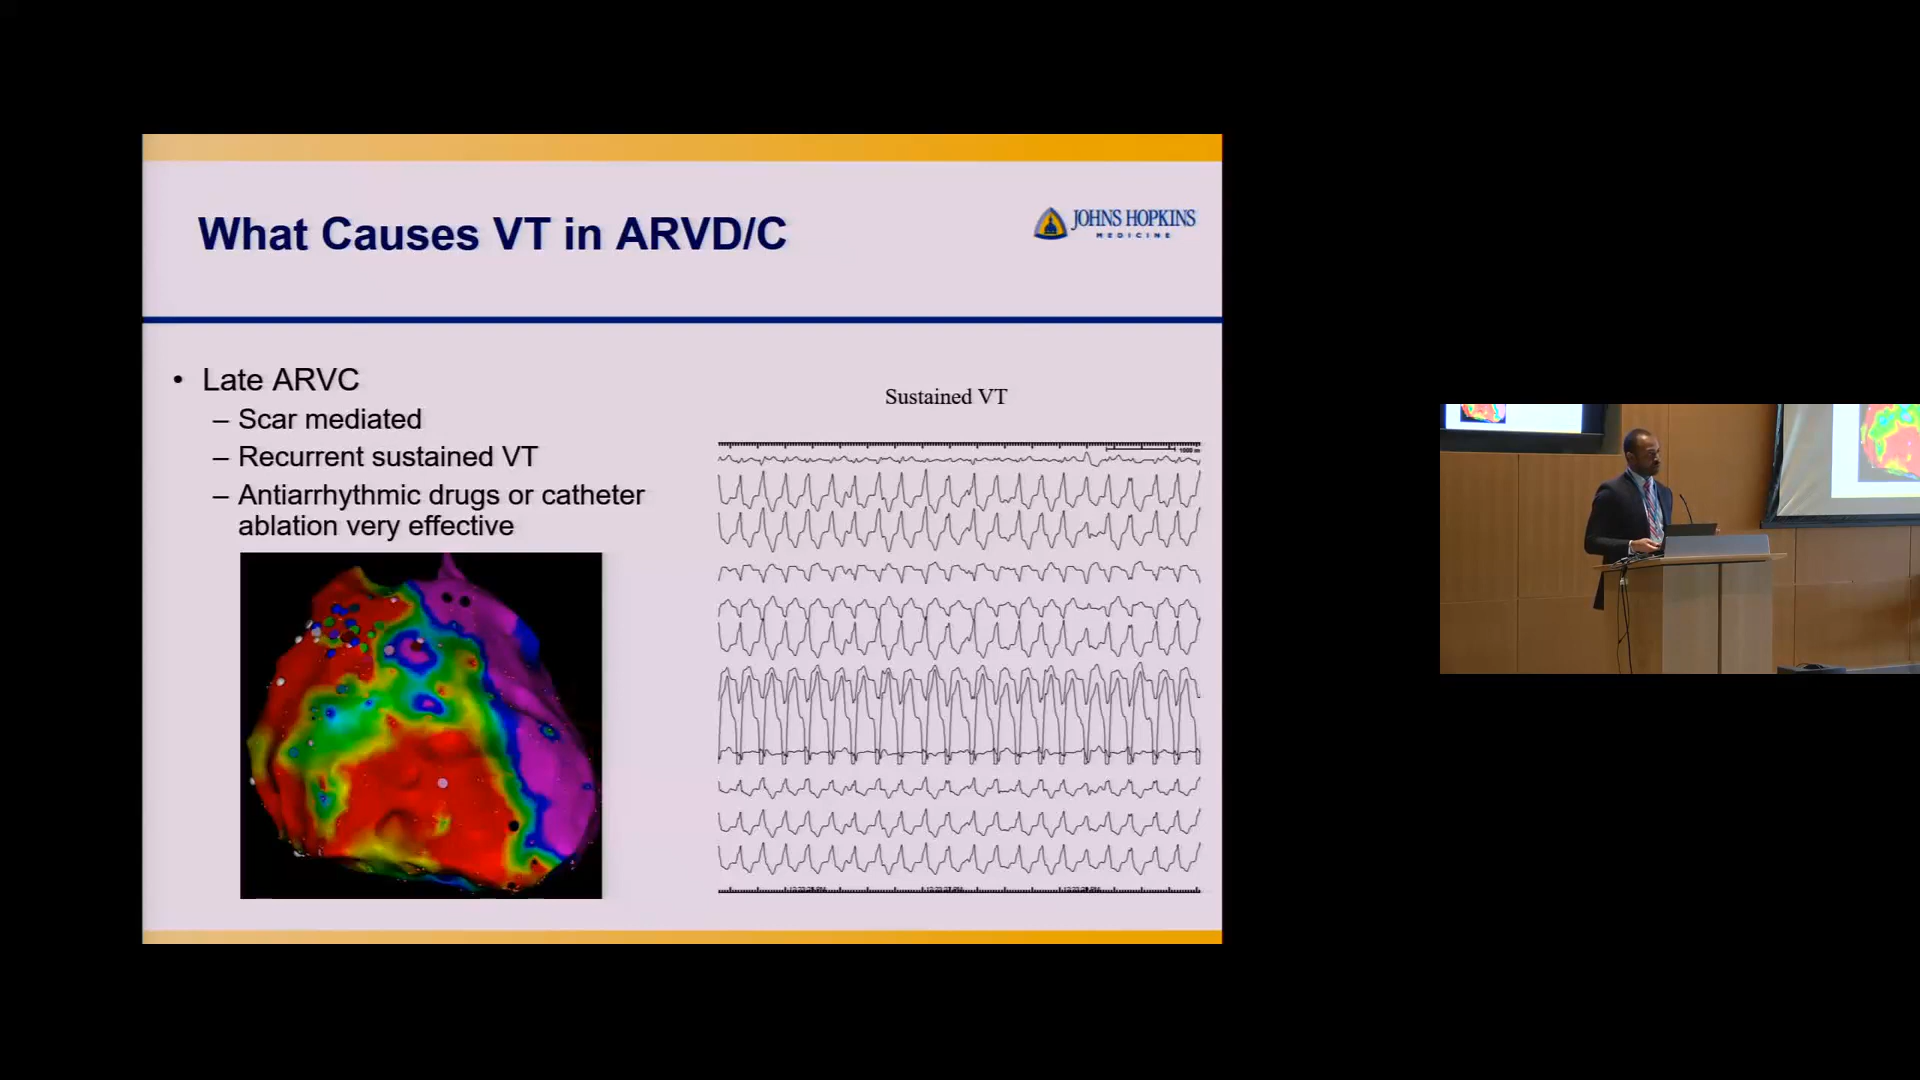 What Causes VT in ARVD/C
JOHNS HOPKINS
MEDICINE
• Late ARVC
– Scar mediated
– Recurrent sustained VT
– Antiarrhythmic drugs or catheter
ablation very effective
Sustained VT